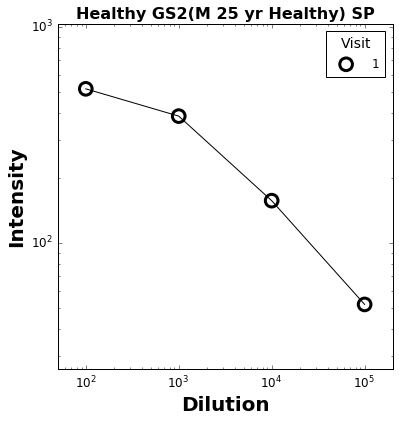 Healthy GS2(M 25 yr Healthy) SP
Visit
1
10³
10²
Intensity
10² 10³ 10⁴ 10⁵
Dilution